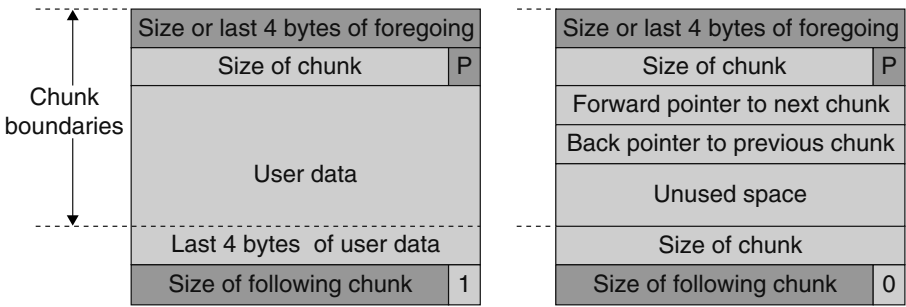 Size or last 4 bytes of foregoing
Size of chunk P
Chunk
boundaries
User data
Last 4 bytes of user data
Size of following chunk 1
Size or last 4 bytes of foregoing
Size of chunk P
Forward pointer to next chunk
Back pointer to previous chunk
Unused space
Size of chunk
Size of following chunk 0